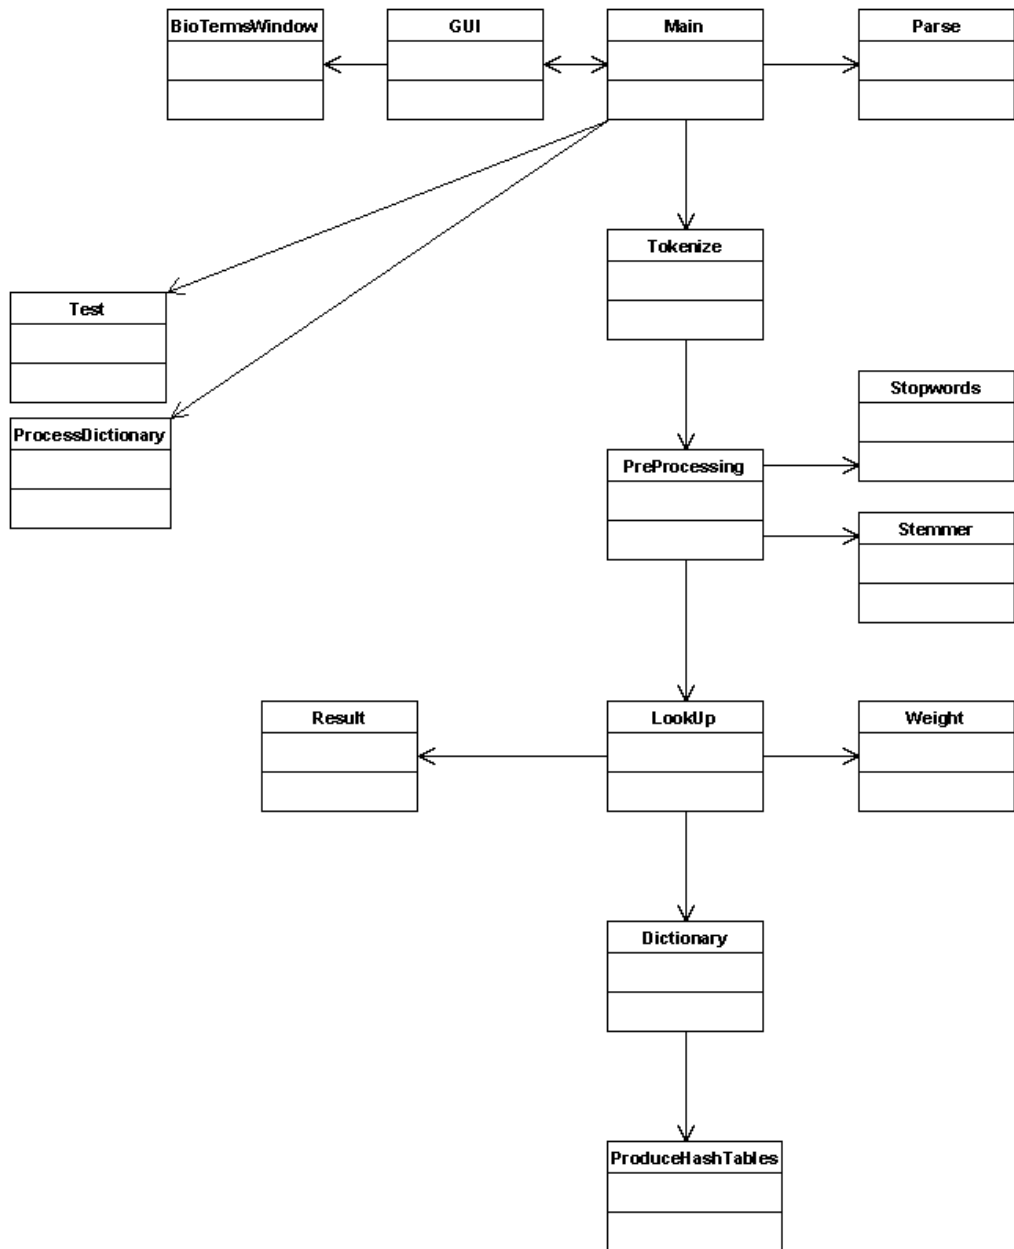 BioTermsWindow
GUI
Main
Parse
Tokenize
Test
Stopwords
ProcessDictionary
PreProcessing
Stemmer
Result
LookUp
Weight
Dictionary
ProduceHashTables